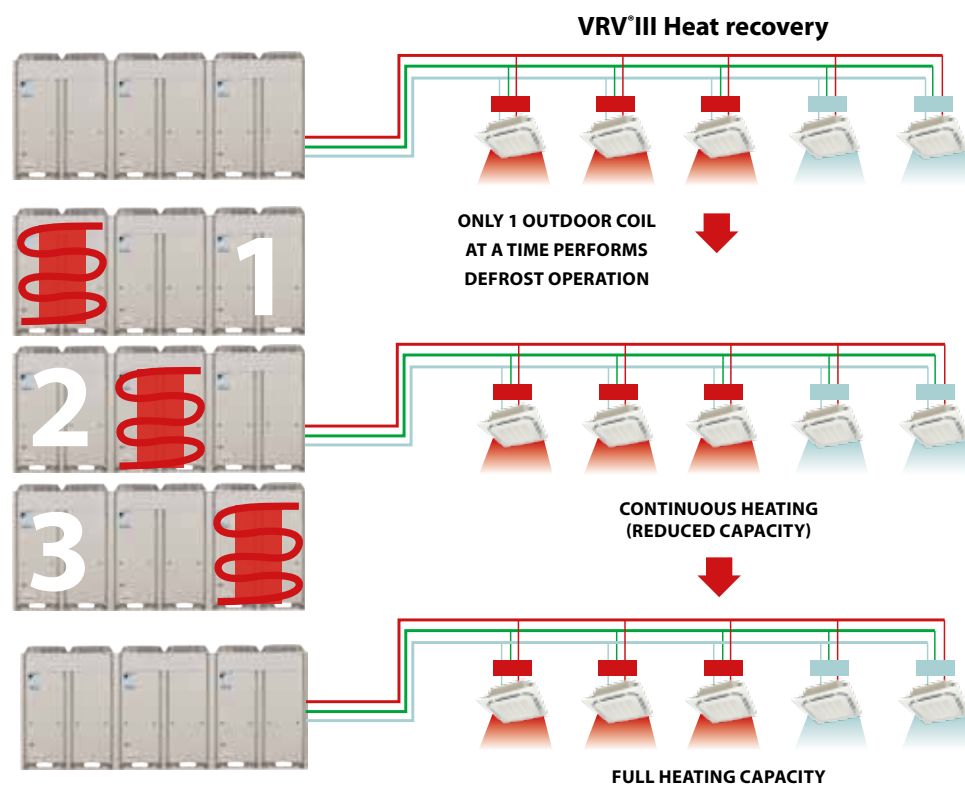 VRV®III Heat recovery
ONLY 1 OUTDOOR COIL
AT A TIME PERFORMS
DEFROST OPERATION
1
2
3
CONTINUOUS HEATING
(REDUCED CAPACITY)
FULL HEATING CAPACITY